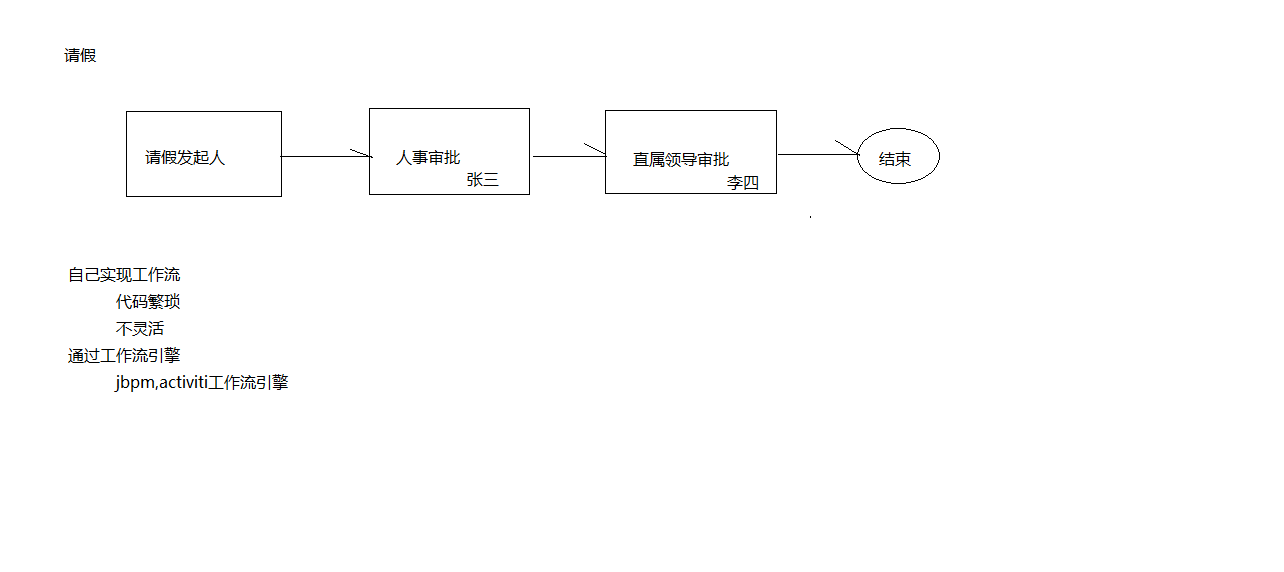 请假
请假发起人
人事审批
张三
直属领导审批
李四
结束
自己实现工作流
代码繁琐
不灵活
通过工作流引擎
jbpm,activiti工作流引擎